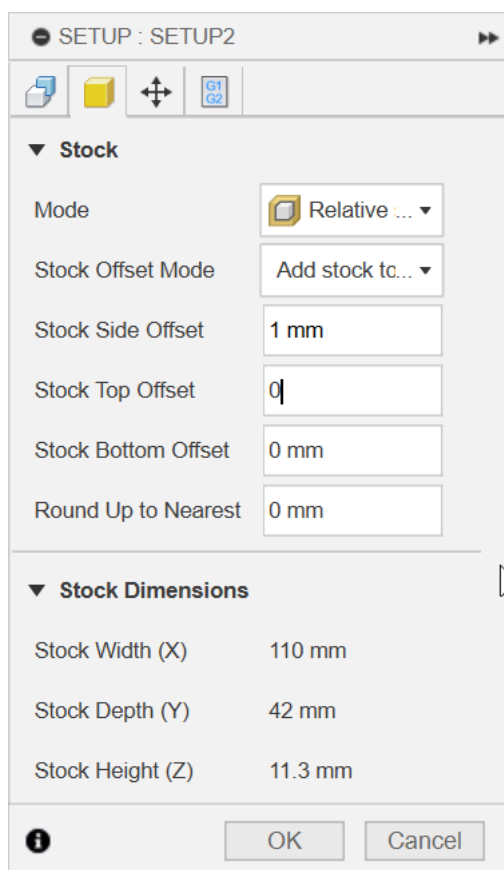 SETUP : SETUP2
G1
G2
Stock
Mode Relative ...
Stock Offset Mode Add stock to...
Stock Side Offset 1 mm
Stock Top Offset 0
Stock Bottom Offset 0 mm
Round Up to Nearest 0 mm
Stock Dimensions
Stock Width (X) 110 mm
Stock Depth (Y) 42 mm
Stock Height (Z) 11.3 mm
OK Cancel